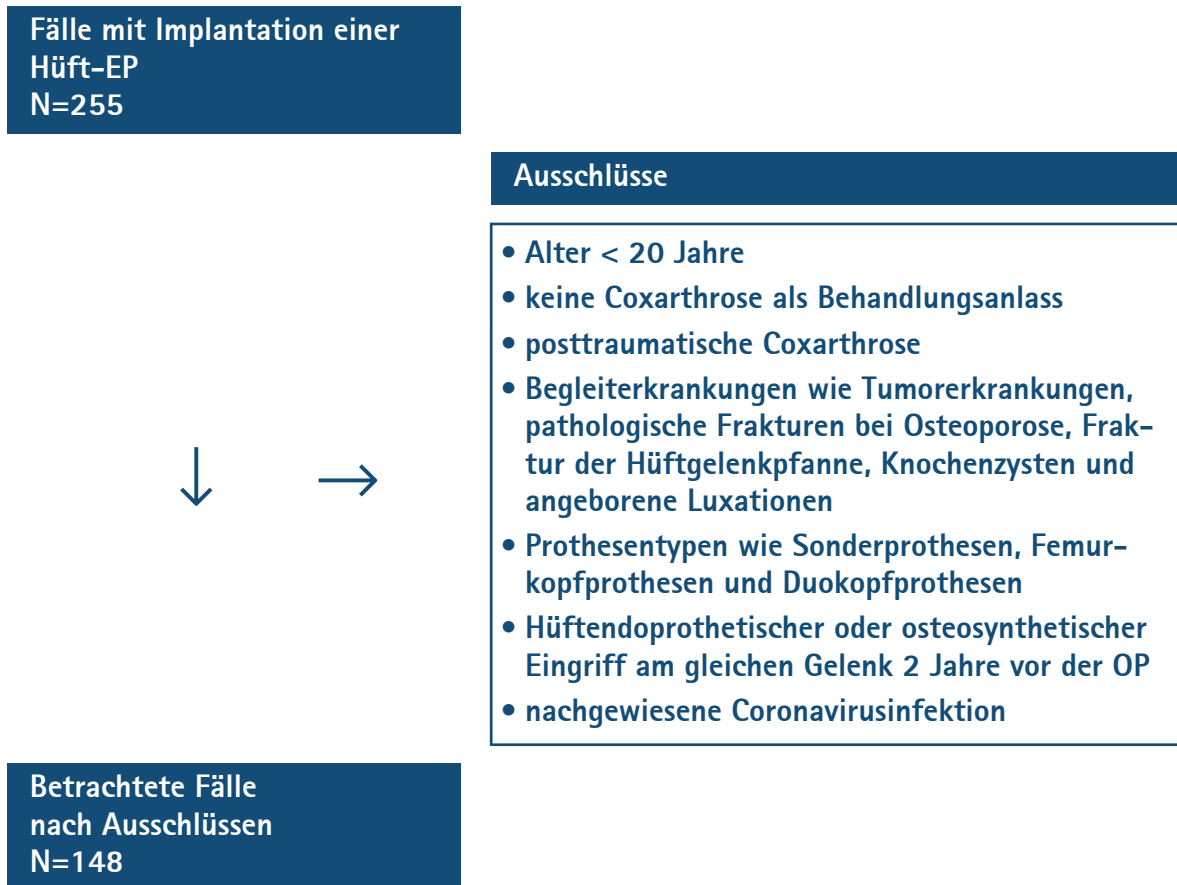 Fälle mit Implantation einer
Hüft-EP
N=255
Ausschlüsse
• Alter < 20 Jahre
• keine Coxarthrose als Behandlungsanlass
• posttraumatische Coxarthrose
• Begleiterkrankungen wie Tumorerkrankungen,
pathologische Frakturen bei Osteoporose, Frak-
tur der Hüftgelenkpfanne, Knochenzysten und
angeborene Luxationen
• Prothesentypen wie Sonderprothesen, Femur-
kopfprothesen und Duokopfprothesen
• Hüftendoprothetischer oder osteosynthetischer
Eingriff am gleichen Gelenk 2 Jahre vor der OP
• nachgewiesene Coronavirusinfektion
Betrachtete Fälle
nach Ausschlüssen
N=148